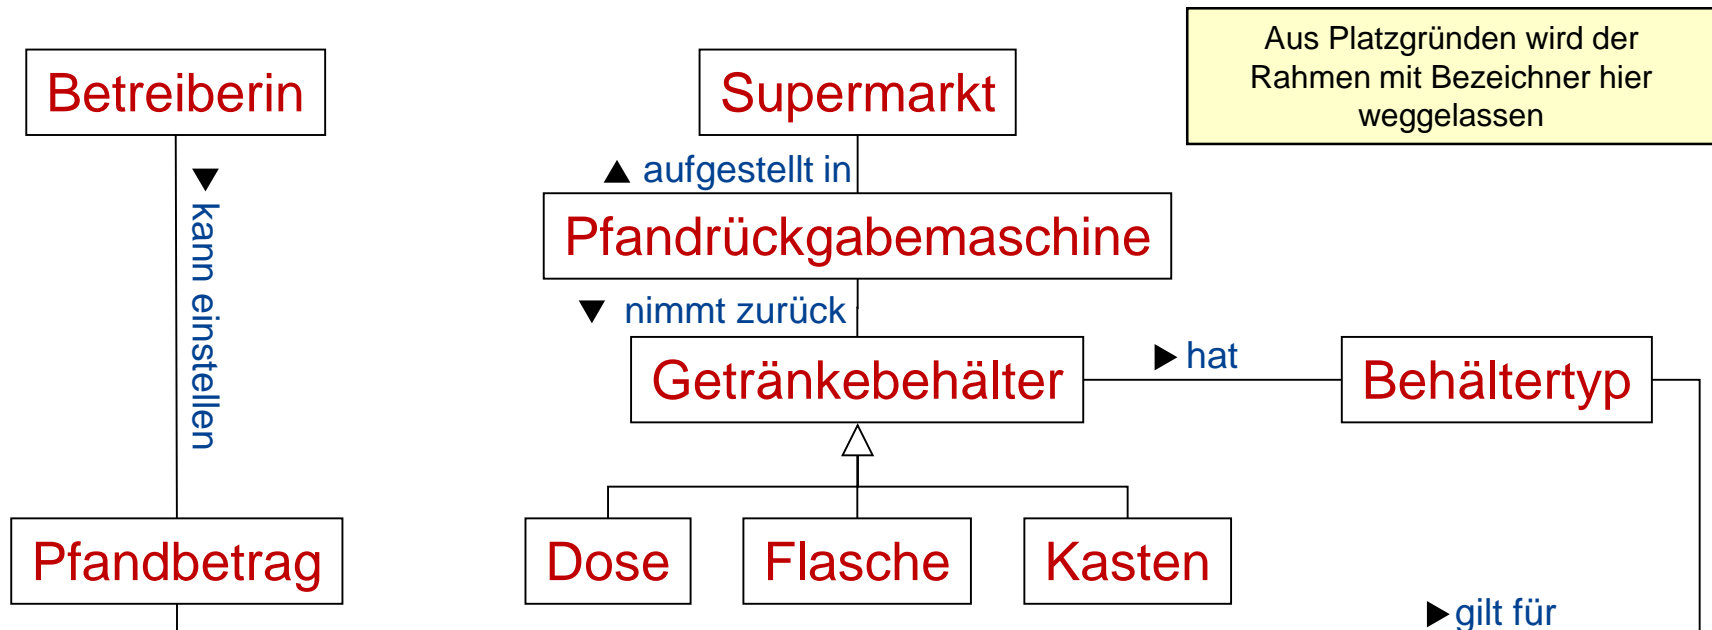 Aus Platzgründen wird der
Rahmen mit Bezeichner hier
weggelassen
Betreiberin
Supermarkt
▼ kann einstellen
▲ aufgestellt in
Pfandrückgabemaschine
▼ nimmt zurück
Getränkebehälter
▶ hat
Behältertyp
Pfandbetrag
Dose
Flasche
Kasten
▶ gilt für